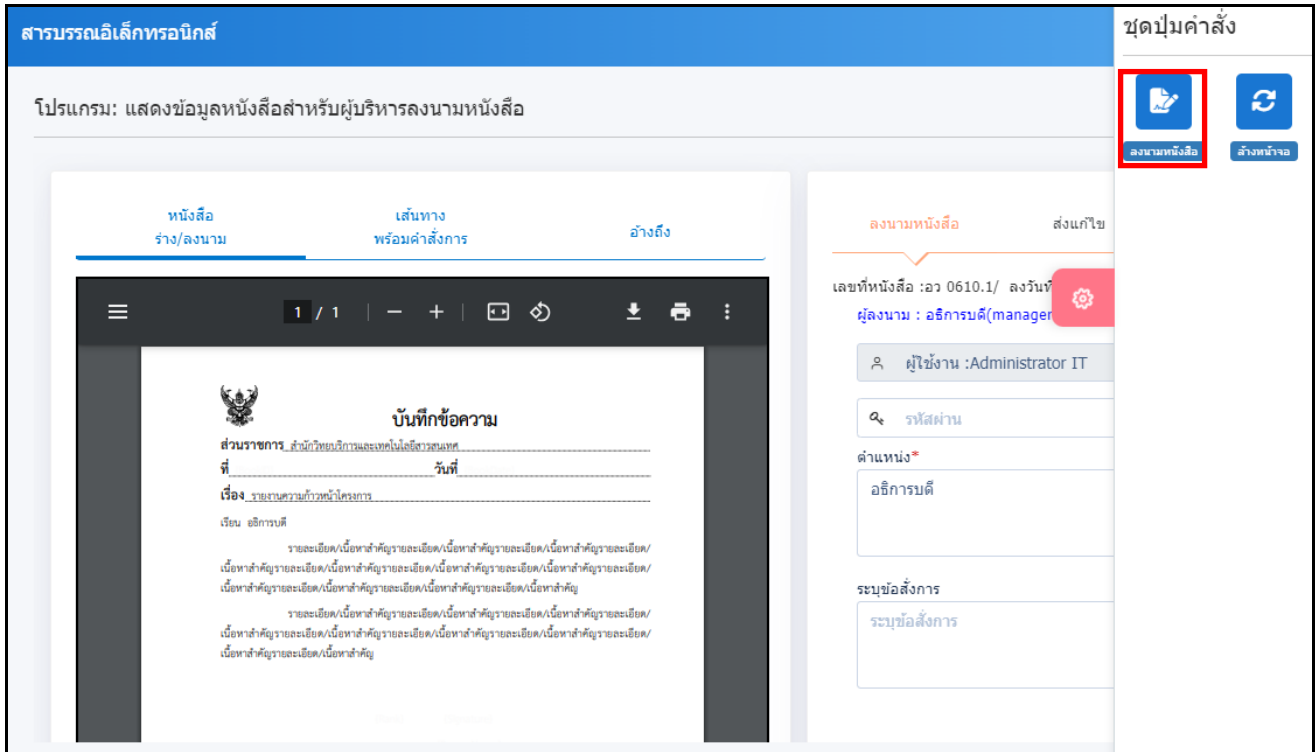 สารบรรณอิเล็กทรอนิกส์
ชุดปุ่มคำสั่ง
ลงนามหนังสือ
ล้างหน้าจอ
โปรแกรม: แสดงข้อมูลหนังสือสำหรับผู้บริหารลงนามหนังสือ
หนังสือ
ร่าง/ลงนาม
เส้นทาง
พร้อมคำสั่งการ
อ้างถึง
1 / 1
บันทึกข้อความ
ส่วนราชการ สำนักวิทยบริการและเทคโนโลยีสารสนเทศ
ที่ วันที่
เรื่อง รายงานความก้าวหน้าโครงการ
เรียน อธิการบดี
รายละเอียด/เนื้อหาสำคัญรายละเอียด/เนื้อหาสำคัญรายละเอียด/เนื้อหาสำคัญรายละเอียด/
เนื้อหาสำคัญรายละเอียด/เนื้อหาสำคัญรายละเอียด/เนื้อหาสำคัญรายละเอียด/เนื้อหาสำคัญรายละเอียด/
เนื้อหาสำคัญรายละเอียด/เนื้อหาสำคัญรายละเอียด/เนื้อหาสำคัญรายละเอียด/เนื้อหาสำคัญ
รายละเอียด/เนื้อหาสำคัญรายละเอียด/เนื้อหาสำคัญรายละเอียด/เนื้อหาสำคัญรายละเอียด/
เนื้อหาสำคัญรายละเอียด/เนื้อหาสำคัญรายละเอียด/เนื้อหาสำคัญรายละเอียด/เนื้อหาสำคัญรายละเอียด/
เนื้อหาสำคัญรายละเอียด/เนื้อหาสำคัญ
ลงนามหนังสือ
ส่งแก้ไข
เลขที่หนังสือ :อว 0610.1/ ลงวันที่
ผู้ลงนาม : อธิการบดี(manager
ผู้ใช้งาน :Administrator IT
รหัสผ่าน
ตำแหน่ง*
อธิการบดี
ระบุข้อสั่งการ
ระบุข้อสั่งการ